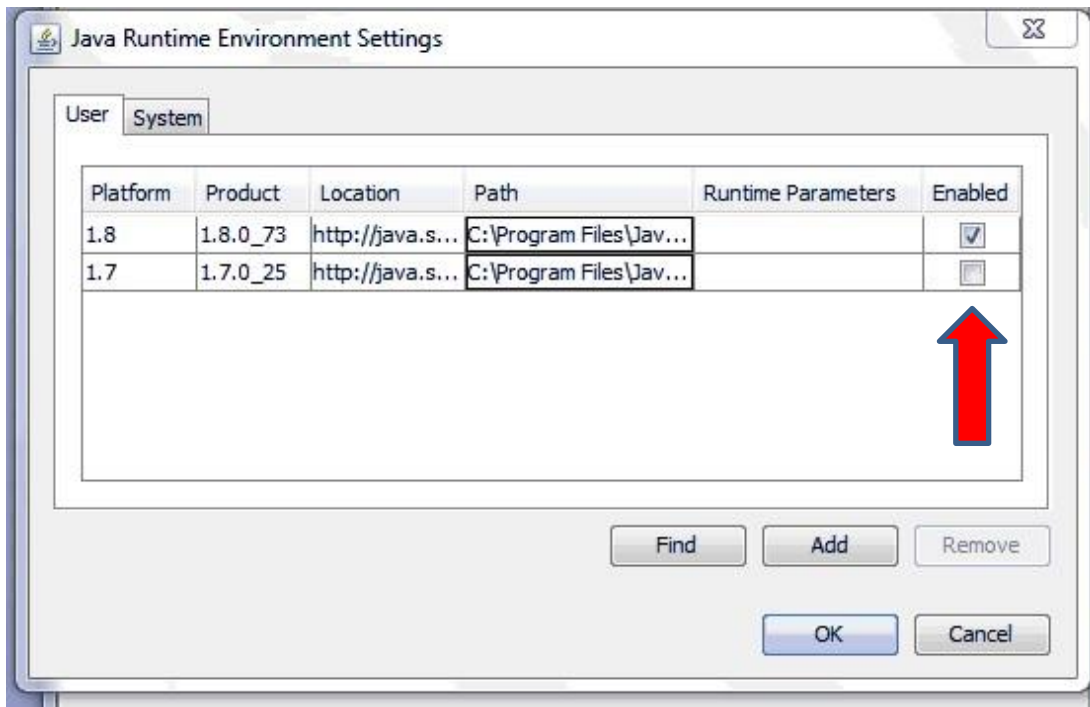 Java Runtime Environment Settings
User System
Platform Product Location Path Runtime Parameters Enabled
1.8 1.8.0_73 http://java.s... C:\Program Files\Jav...
1.7 1.7.0_25 http://java.s... C:\Program Files\Jav...
Find Add Remove
OK Cancel